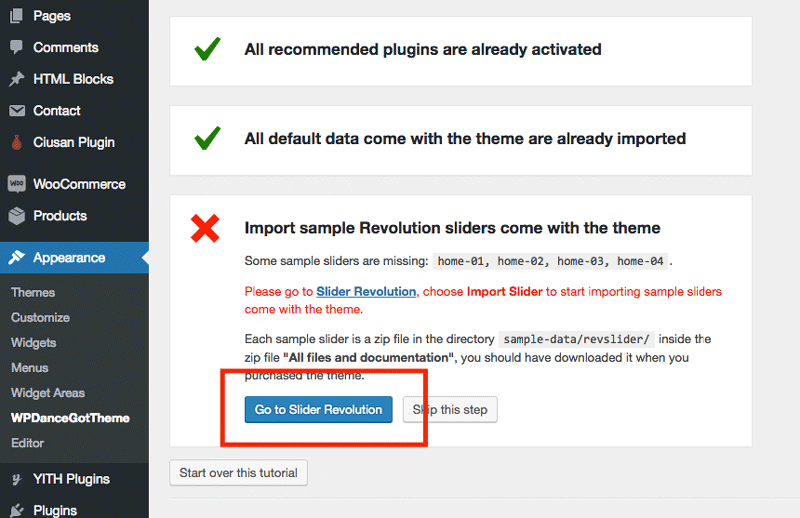 Pages
Comments
HTML Blocks
Contact
Ciusan Plugin
WOO
WooCommerce
Products
Appearance
Themes
Customize
Widgets
Menus
Widget Areas
WPDanceGotTheme
Editor
YITH Plugins
Plugins
All recommended plugins are already activated
All default data come with the theme are already imported
Import sample Revolution sliders come with the theme
Some sample sliders are missing: home-01, home-02, home-03, home-04 .
Please go to Slider Revolution, choose Import Slider to start importing sample sliders
come with the theme.
Each sample slider is a zip file in the directory sample-data/revslider/ inside the
zip file "All files and documentation", you should have downloaded it when you
purchased the theme.
Go to Slider Revolution
Skip this step
Start over this tutorial